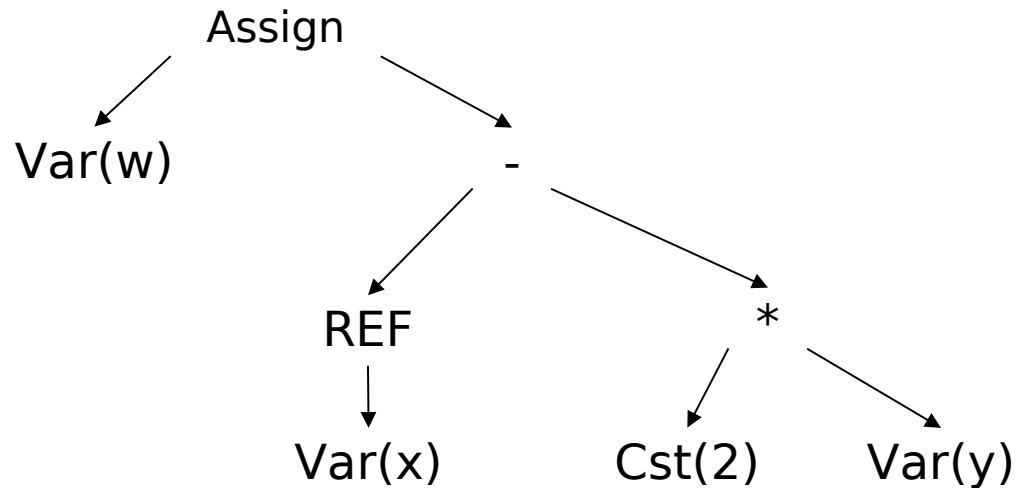 Assign
Var(w)
-
REF
*
Var(x)
Cst(2)
Var(y)